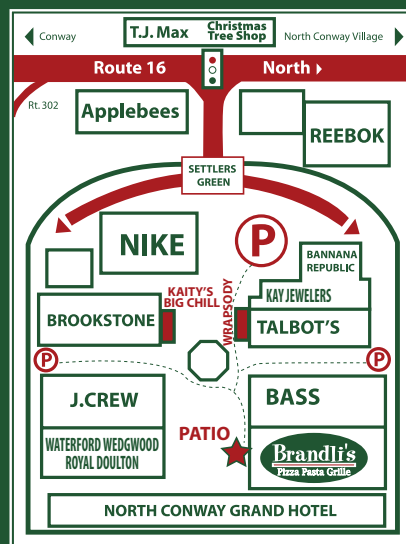 Conway
T.J. Max
Christmas
Tree Shop
North Conway Village
Route 16
North
Rt. 302
Applebees
REEBOK
SETTLERS
GREEN
NIKE
P
BANNANA
REPUBLIC
KAITY'S
BIG CHILL
WRAPSODY
KAY JEWELERS
BROOKSTONE
TALBOT'S
P
P
J.CREW
BASS
WATERFORD WEDGWOOD
ROYAL DOULTON
PATIO
Brandli's
Pizza Pasta Grille
NORTH CONWAY GRAND HOTEL